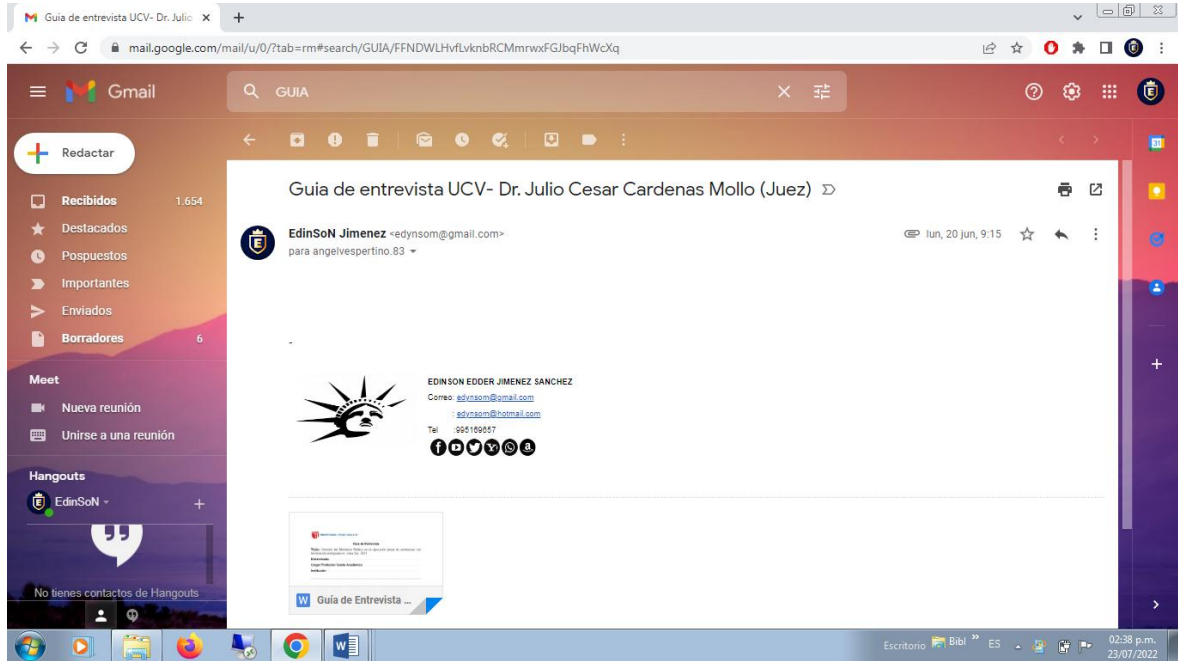 Guia de entrevista UCV- Dr. Julio
mail.google.com/mail/u/0/?tab=rm#search/GUIA/FFNDWLHvfLvknbRCMmrwxFGJbqFhWcXq
Gmail
GUIA
Redactar
Recibidos 1.654
Destacados
Pospuestos
Importantes
Enviados
Borradores 6
Meet
Nueva reunión
Unirse a una reunión
Hangouts
EdinSoN
No tienes contactos de Hangouts
31
Guia de entrevista UCV- Dr. Julio Cesar Cardenas Mollo (Juez)
EdinSoN Jimenez <edynsom@gmail.com> lun, 20 jun, 9:15
para angelvespertino.83
-
EDINSON EDDER JIMENEZ SANCHEZ
Correo: edynsom@gmail.com
: edynsom@hotmail.com
Tel :995169657
Guia de Entrevista
W Guía de Entrevista ...
Escritorio Bibl » ES 02:38 p.m.
23/07/2022